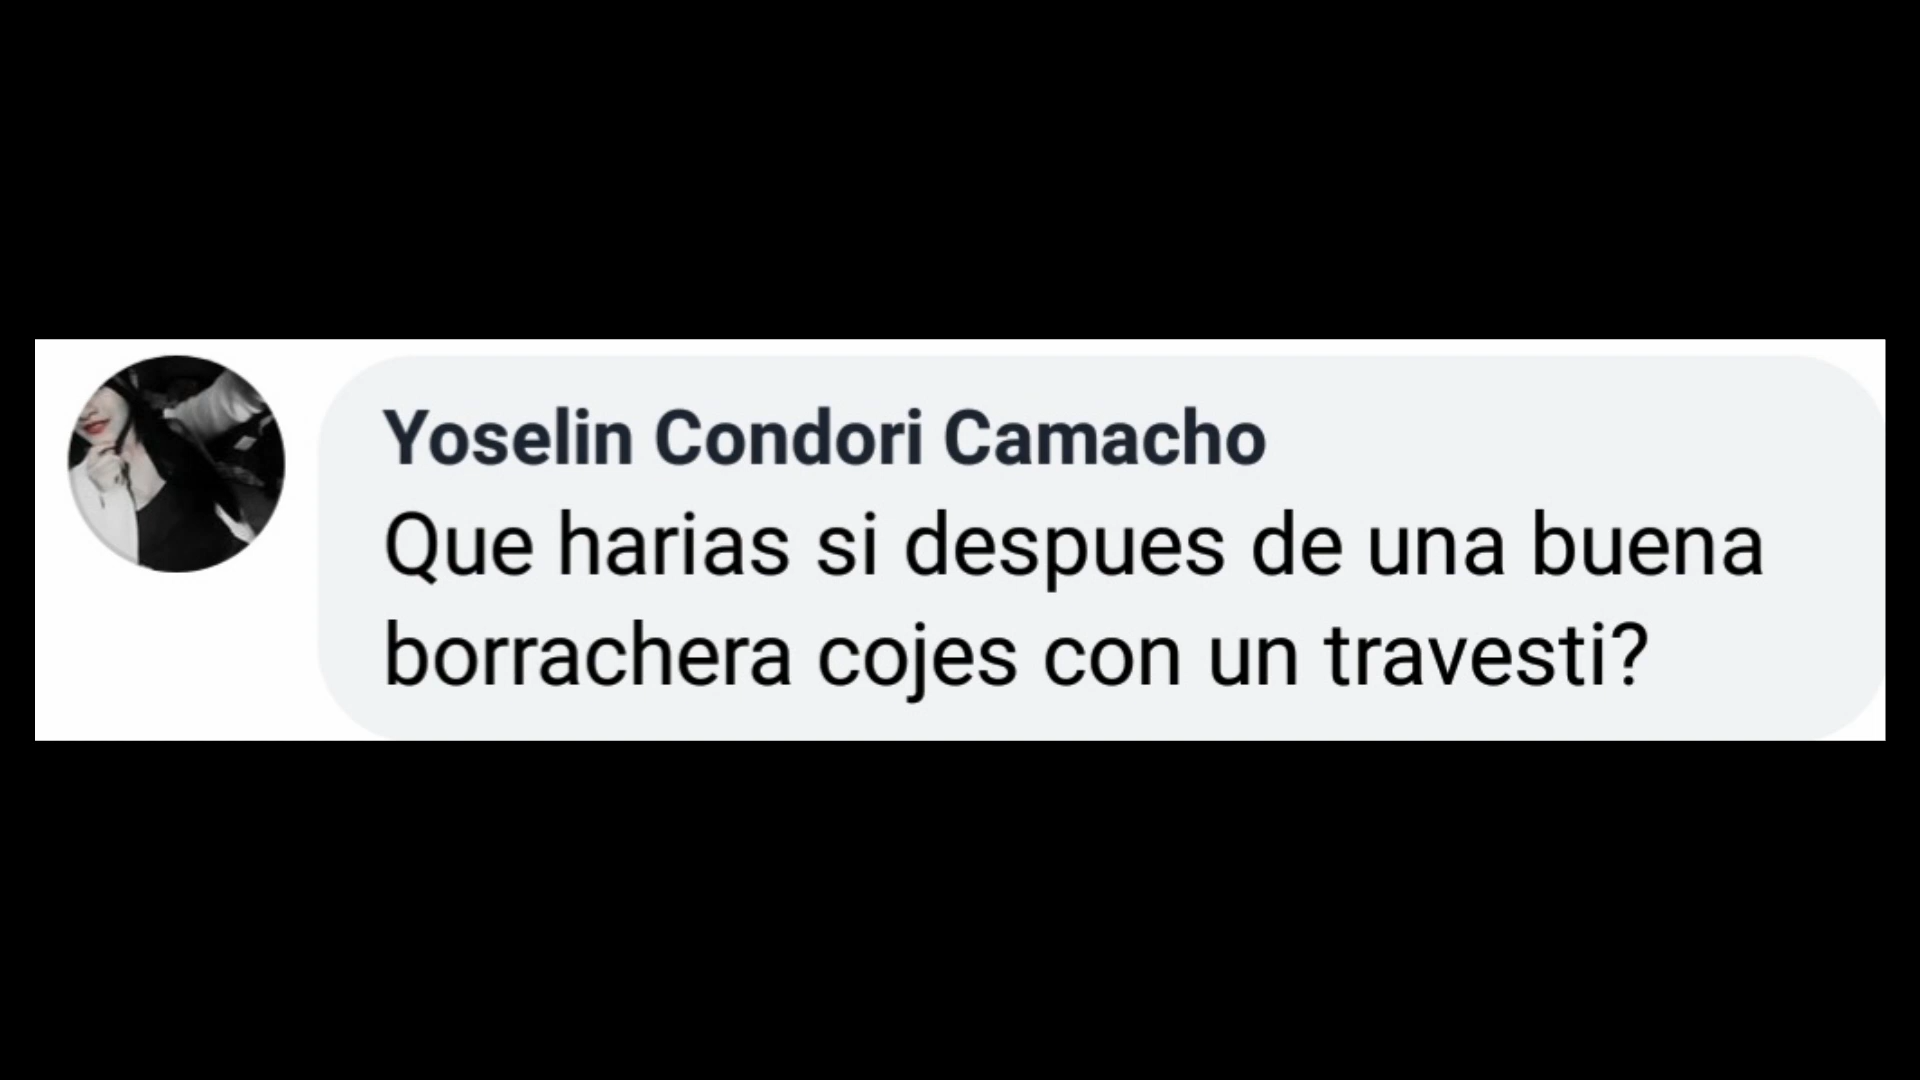 Yoselin Condori Camacho
Que harias si despues de una buena
borrachera cojes con un travesti?